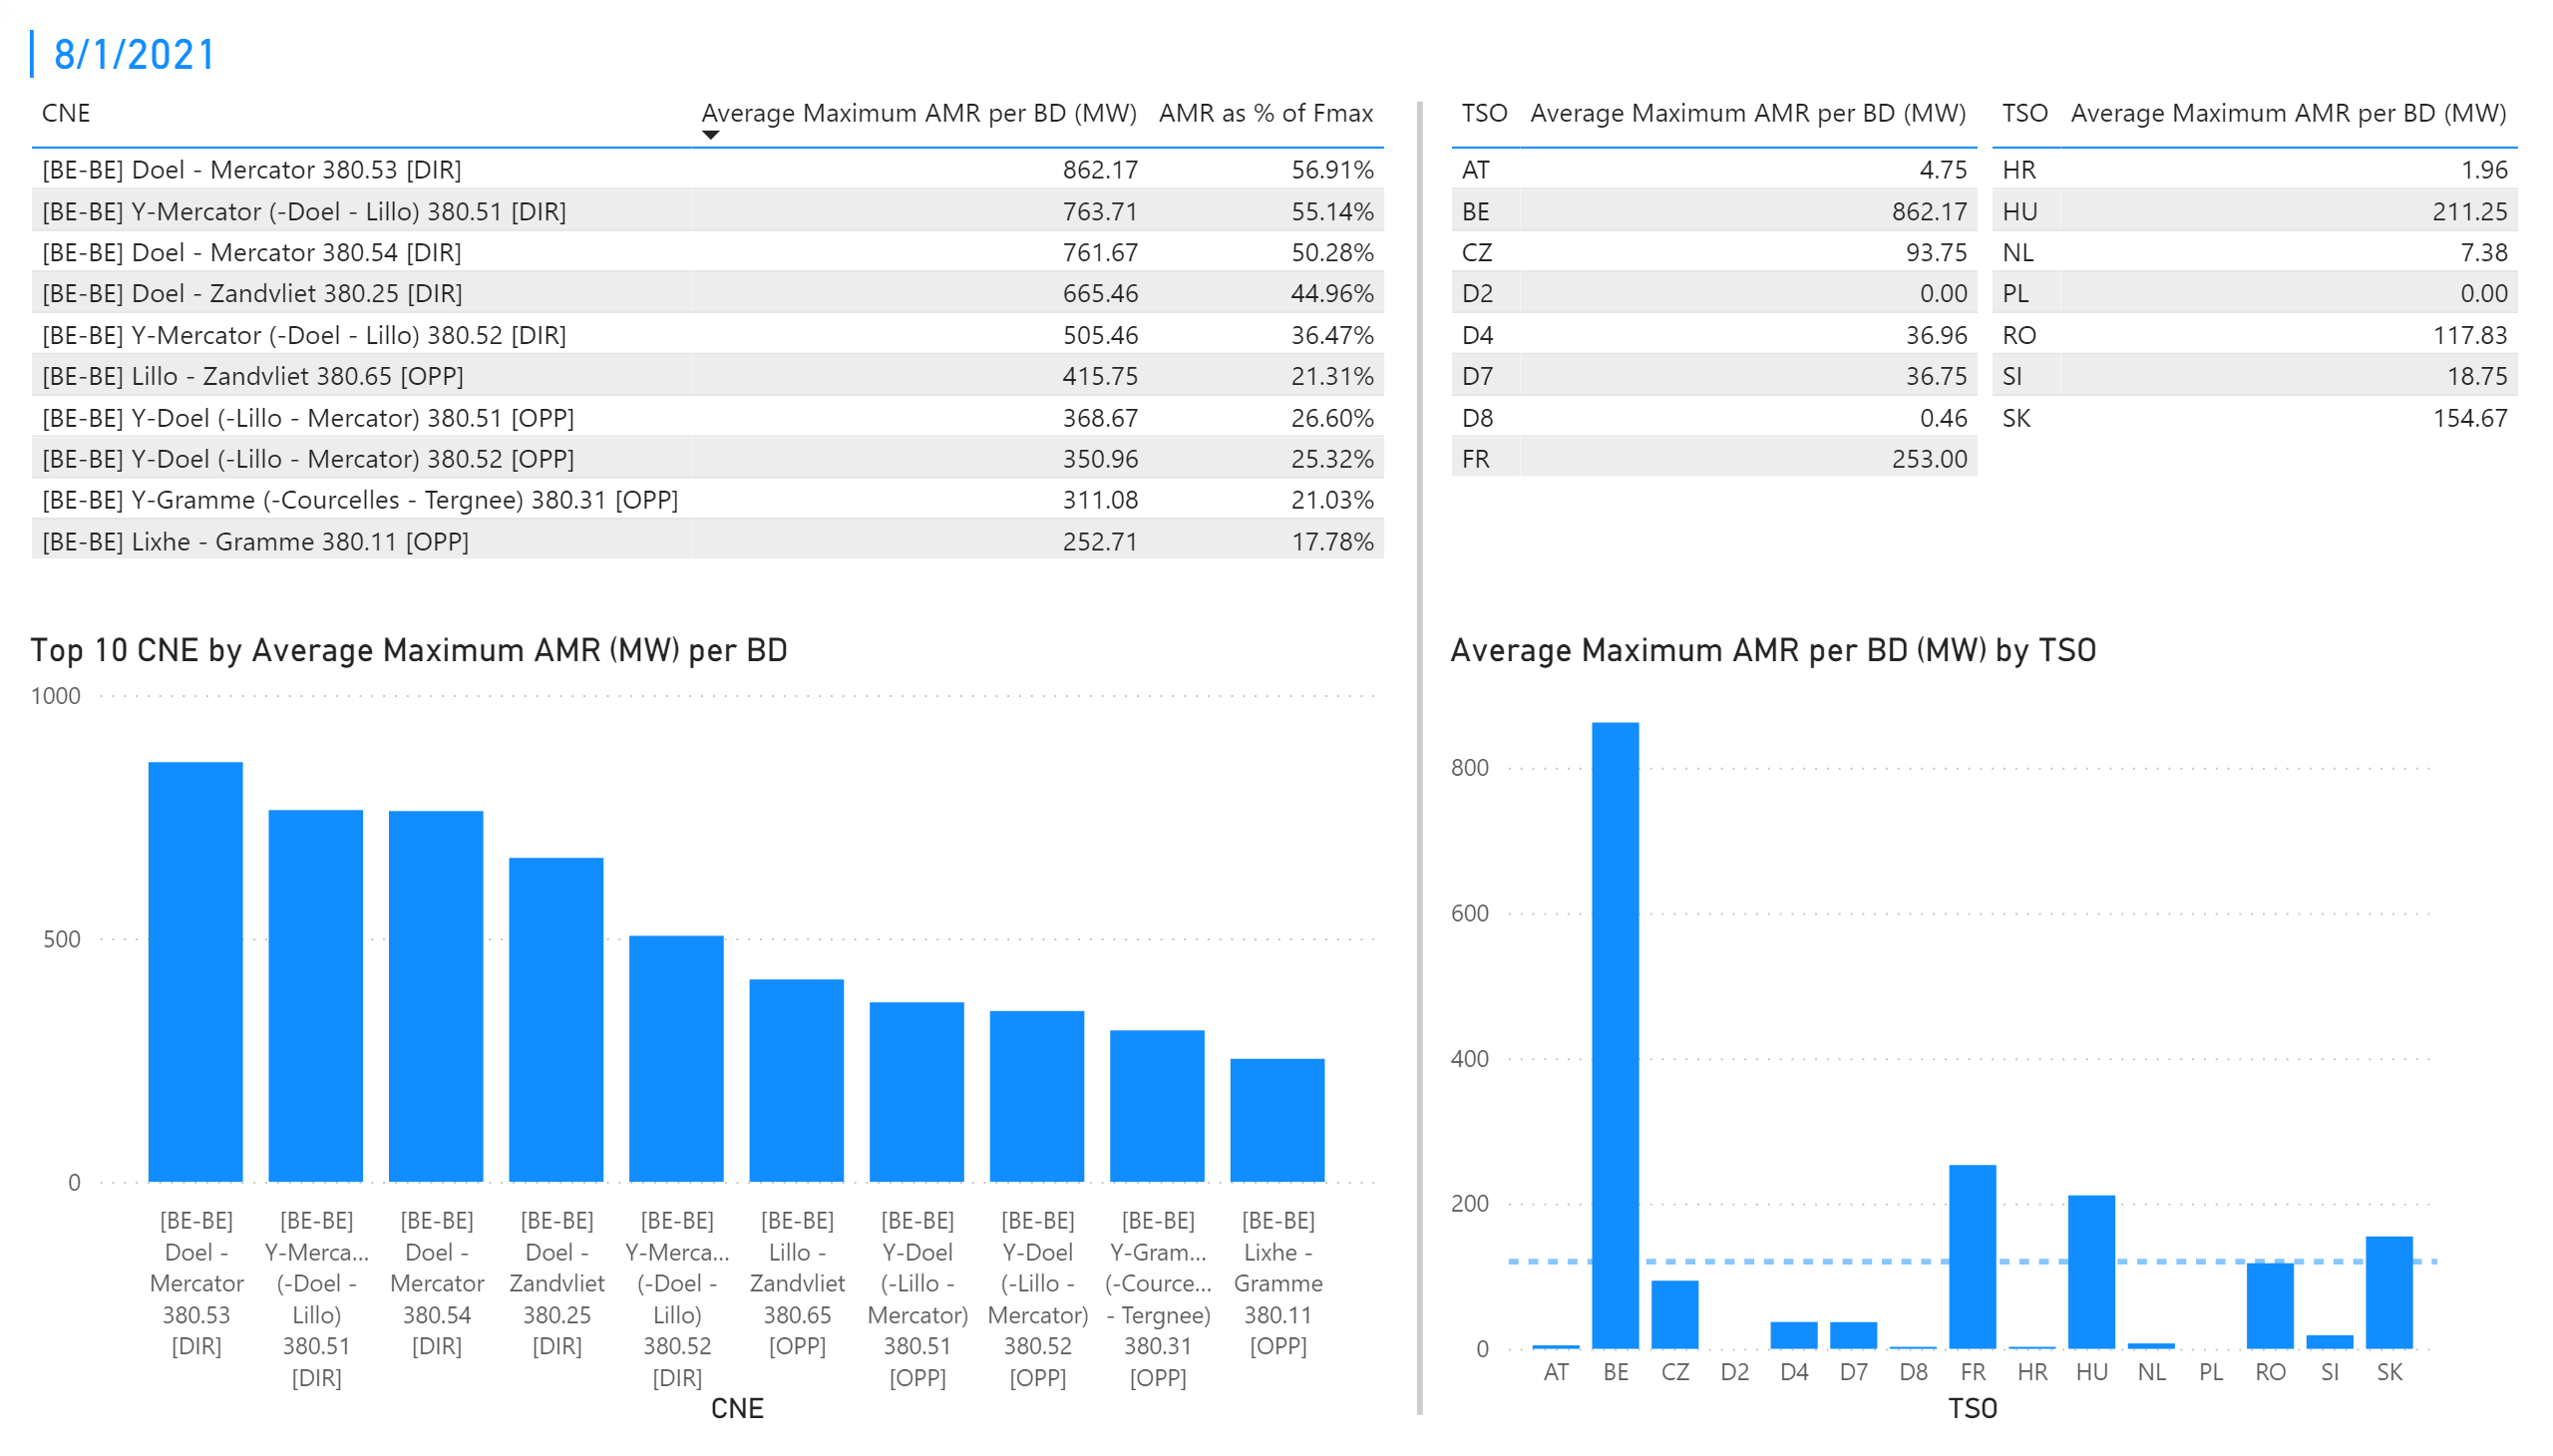 8/1/2021
CNE Average Maximum AMR per BD (MW) AMR as % of Fmax
[BE-BE] Doel - Mercator 380.53 [DIR] 862.17 56.91%
[BE-BE] Y-Mercator (-Doel - Lillo) 380.51 [DIR] 763.71 55.14%
[BE-BE] Doel - Mercator 380.54 [DIR] 761.67 50.28%
[BE-BE] Doel - Zandvliet 380.25 [DIR] 665.46 44.96%
[BE-BE] Y-Mercator (-Doel - Lillo) 380.52 [DIR] 505.46 36.47%
[BE-BE] Lillo - Zandvliet 380.65 [OPP] 415.75 21.31%
[BE-BE] Y-Doel (-Lillo - Mercator) 380.51 [OPP] 368.67 26.60%
[BE-BE] Y-Doel (-Lillo - Mercator) 380.52 [OPP] 350.96 25.32%
[BE-BE] Y-Gramme (-Courcelles - Tergnee) 380.31 [OPP] 311.08 21.03%
[BE-BE] Lixhe - Gramme 380.11 [OPP] 252.71 17.78%
TSO Average Maximum AMR per BD (MW)
AT 4.75
BE 862.17
CZ 93.75
D2 0.00
D4 36.96
D7 36.75
D8 0.46
FR 253.00
TSO Average Maximum AMR per BD (MW)
HR 1.96
HU 211.25
NL 7.38
PL 0.00
RO 117.83
SI 18.75
SK 154.67
Top 10 CNE by Average Maximum AMR (MW) per BD
1000
500
0
[BE-BE]
Doel -
Mercator
380.53
[DIR]
[BE-BE]
Y-Merca...
(-Doel -
Lillo)
380.51
[DIR]
[BE-BE]
Doel -
Mercator
380.54
[DIR]
[BE-BE]
Doel -
Zandvliet
380.25
[DIR]
[BE-BE]
Y-Merca...
(-Doel -
Lillo)
380.52
[DIR]
[BE-BE]
Lillo -
Zandvliet
380.65
[OPP]
[BE-BE]
Y-Doel
(-Lillo -
Mercator)
380.51
[OPP]
[BE-BE]
Y-Doel
(-Lillo -
Mercator)
380.52
[OPP]
[BE-BE]
Y-Gram...
(-Ource...
- Tergnee)
380.31
[OPP]
[BE-BE]
Lixhe -
Gramme
380.11
[OPP]
CNE
Average Maximum AMR per BD (MW) by TSO
800
600
400
200
0
AT BE CZ D2 D4 D7 D8 FR HR HU NL PL RO SI SK
TSO